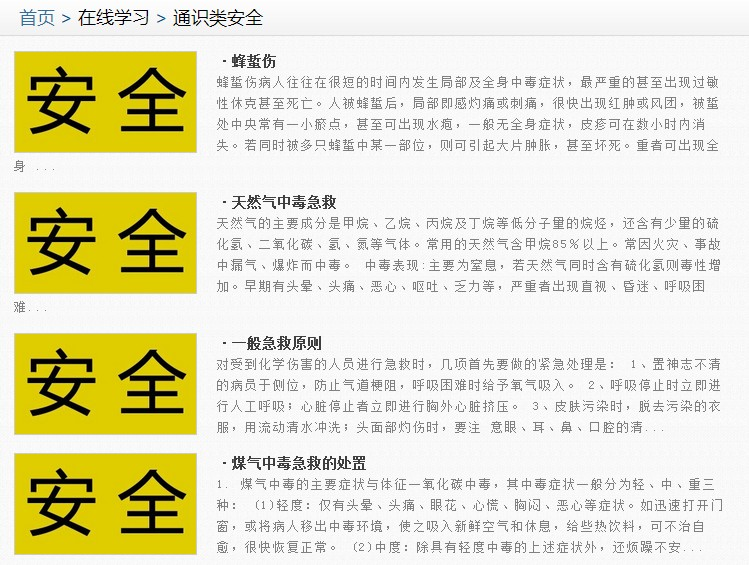 首页 > 在线学习 > 通识类安全
安 全
·蜂蜇伤
蜂蜇伤病人往往在很短的时间内发生局部及全身中毒症状，最严重的甚至出现过敏
性休克甚至死亡。人被蜂蜇后，局部即感灼痛或刺痛，很快出现红肿或风团，被蜇
处中央常有一小瘀点，甚至可出现水疱，一般无全身症状，皮疹可在数小时内消
失。若同时被多只蜂蜇中某一部位，则可引起大片肿胀，甚至坏死。重者可出现全
身 ...
安 全
·天然气中毒急救
天然气的主要成分是甲烷、乙烷、丙烷及丁烷等低分子量的烷烃，还含有少量的硫
化氢、二氧化碳、氢、氮等气体。常用的天然气含甲烷85％以上。常因火灾、事故
中漏气、爆炸而中毒。 中毒表现:主要为窒息，若天然气同时含有硫化氢则毒性增
加。早期有头晕、头痛、恶心、呕吐、乏力等，严重者出现直视、昏迷、呼吸困
难...
安 全
·一般急救原则
对受到化学伤害的人员进行急救时，几项首先要做的紧急处理是： 1、置神志不清
的病员于侧位，防止气道梗阻，呼吸困难时给予氧气吸入。 2、呼吸停止时立即进
行人工呼吸；心脏停止者立即进行胸外心脏挤压。 3、皮肤污染时，脱去污染的衣
服，用流动清水冲洗；头面部灼伤时，要注 意眼、耳、鼻、口腔的清...
安 全
·煤气中毒急救的处置
1. 煤气中毒的主要症状与体征一氧化碳中毒，其中毒症状一般分为轻、中、重三
种： (1)轻度：仅有头晕、头痛、眼花、心慌、胸闷、恶心等症状。如迅速打开门
窗，或将病人移出中毒环境，使之吸入新鲜空气和休息，给些热饮料，可不治自
愈，很快恢复正常。 (2)中度：除具有轻度中毒的上述症状外，还烦躁不安...